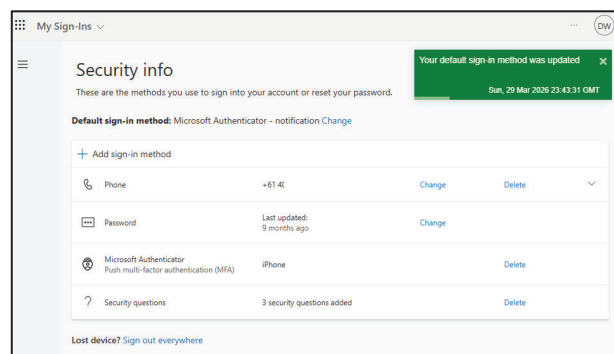 My Sign-Ins
DW
Security info
These are the methods you use to sign into your account or reset your password.
Your default sign-in method was updated
Sun, 29 Mar 2026 23:43:31 GMT
Default sign-in method: Microsoft Authenticator - notification Change
+ Add sign-in method
Phone +61 4( Change Delete
Password Last updated: Change
9 months ago
Microsoft Authenticator iPhone Delete
Push multi-factor authentication (MFA)
? Security questions 3 security questions added Delete
Lost device? Sign out everywhere